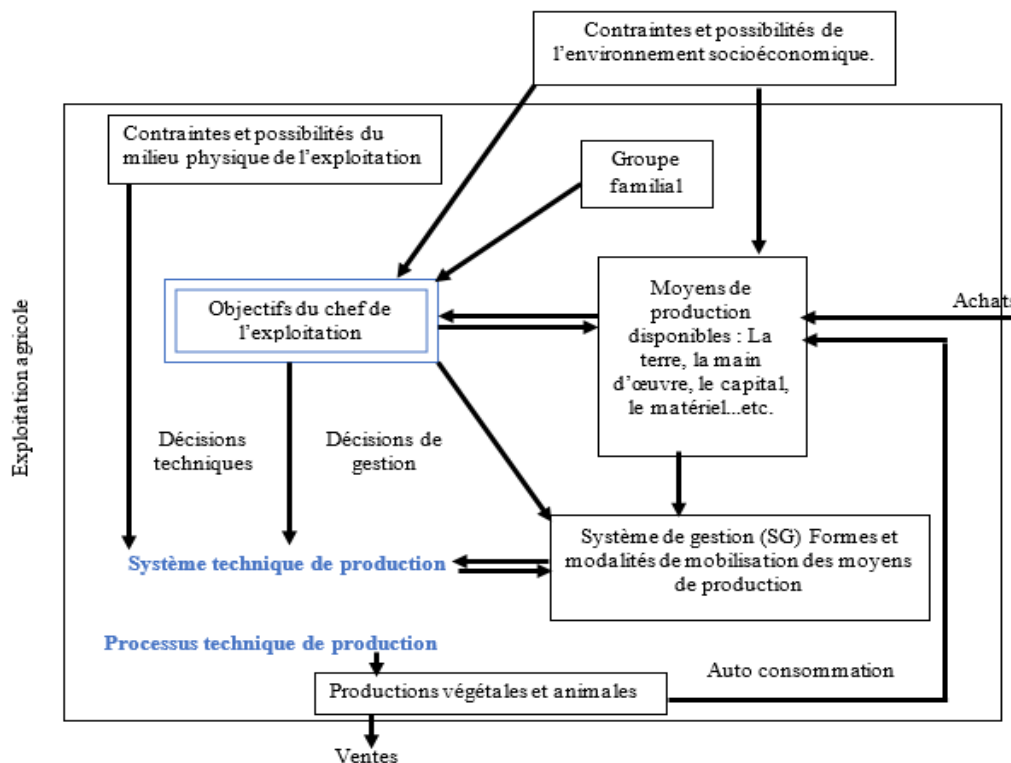 Contraintes et possibilités de
l'environnement socioéconomique.
Contraintes et possibilités du
milieu physique de l'exploitation
Groupe
familial
Exploitation agricole
Objectifs du chef de
l'exploitation
Moyens de
production
disponibles : La
terre, la main
d'œuvre, le capital,
le matériel...etc.
Achats
Décisions
techniques
Décisions de
gestion
Système technique de production
Système de gestion (SG) Formes et
modalités de mobilisation des moyens
de production
Processus technique de production
Auto consommation
Productions végétales et animales
Ventes